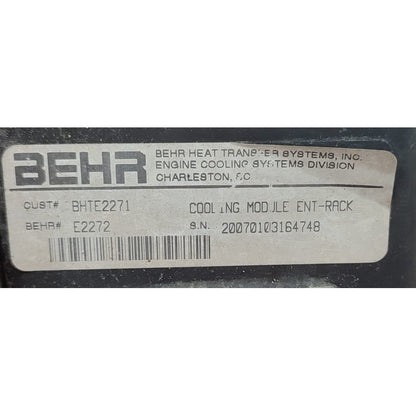 BEHR
BEHR HEAT TRANSFER SYSTEMS, INC.
ENGINE COOLING SYSTEMS DIVISION
CHARLESTON, SC
CUST# BHTE2271 COOLING MODULE ENT-RACK
BEHR# E2272 S.N. 20070103164748